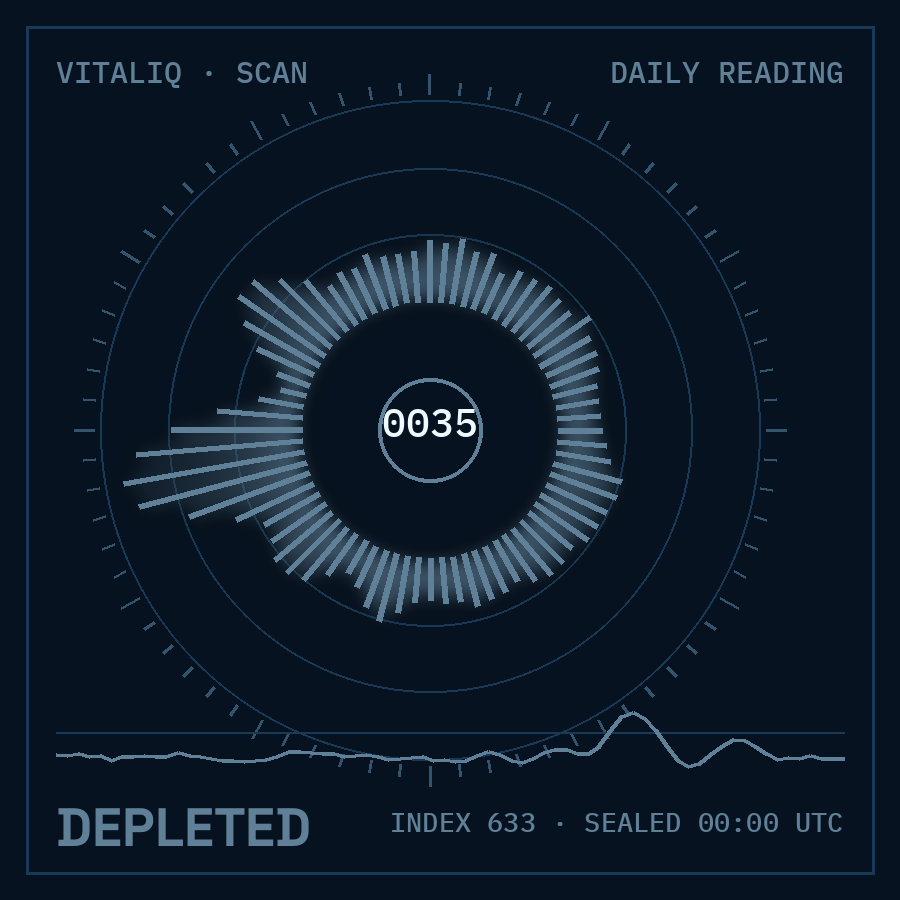 VITALIQ · SCAN
DAILY READING
0035
DEPLETED
INDEX 633 · SEALED 00:00 UTC